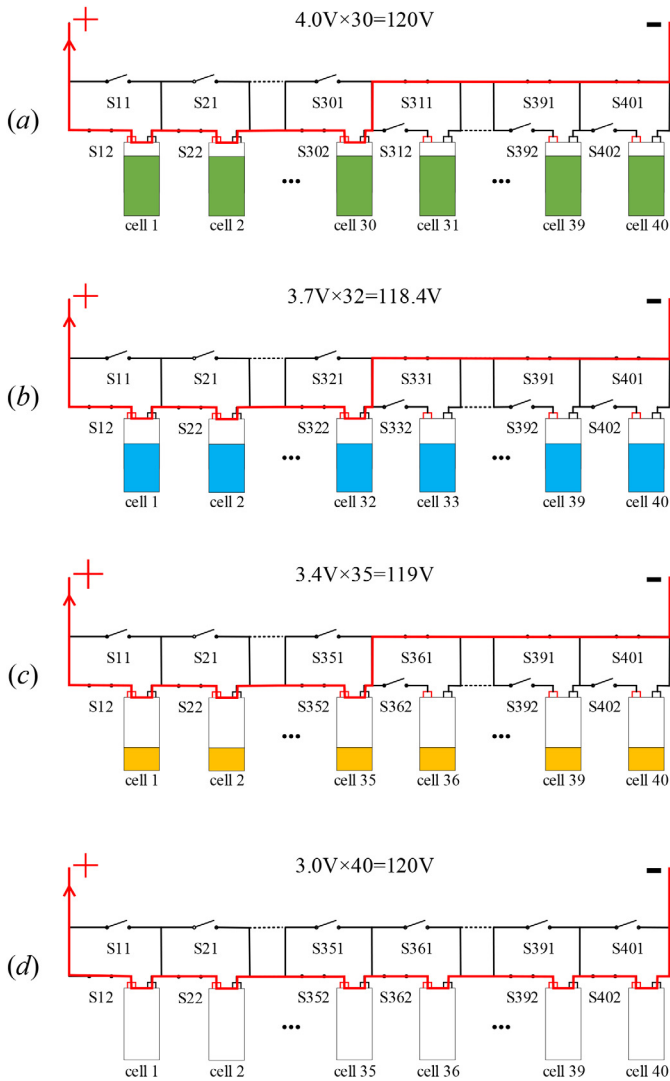 + 4.0V×30=120V -
(a)
S11 S21 S301 S311 S391 S401
S12 S22 S302 S312 S392 S402
•••
•••
cell 1 cell 2 cell 30 cell 31 cell 39 cell 40
+ 3.7V×32=118.4V -
(b)
S11 S21 S321 S331 S391 S401
S12 S22 S322 S332 S392 S402
•••
•••
cell 1 cell 2 cell 32 cell 33 cell 39 cell 40
+ 3.4V×35=119V -
(c)
S11 S21 S351 S361 S391 S401
S12 S22 S352 S362 S392 S402
•••
•••
cell 1 cell 2 cell 35 cell 36 cell 39 cell 40
+ 3.0V×40=120V -
(d)
S11 S21 S351 S361 S391 S401
S12 S22 S352 S362 S392 S402
•••
•••
cell 1 cell 2 cell 35 cell 36 cell 39 cell 40